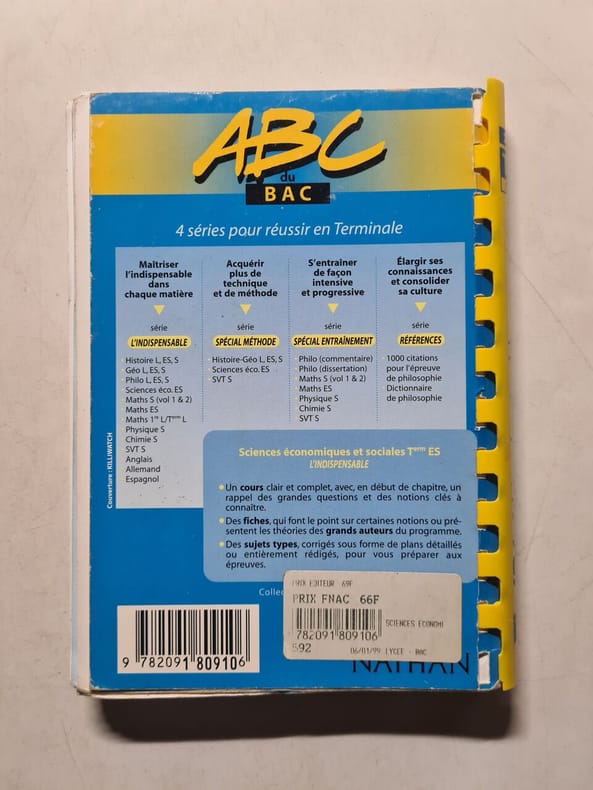 ABC
du
BAC
4 séries pour réussir en Terminale
Maîtriser
l'indispensable
dans
chaque matière
série
L'INDISPENSABLE
Histoire L, ES, S
Géo L, ES, S
Philo L, ES, S
Sciences éco. ES
Maths S (vol 1 & 2)
Maths ES
Maths 1re L/Term L
Physique S
Chimie S
SVT S
Anglais
Allemand
Espagnol
Acquérir
plus de
technique
et de méthode
série
SPÉCIAL MÉTHODE
Histoire-Géo L, ES, S
Sciences éco. ES
SVT S
S'entraîner
de façon
intensive
et progressive
série
SPÉCIAL ENTRAÎNEMENT
Philo (commentaire)
Philo (dissertation)
Maths S (vol 1 & 2)
Maths ES
Physique S
Chimie S
SVT S
Élargir ses
connaissances
et consolider
sa culture
série
RÉFÉRENCES
1000 citations
pour l'épreuve
de philosophie
Dictionnaire
de philosophie
Couverture : KILLIWATCH
Sciences économiques et sociales Term ES
L'INDISPENSABLE
Un cours clair et complet, avec, en début de chapitre, un
rappel des grandes questions et des notions clés à
connaître.
Des fiches, qui font le point sur certaines notions ou pré-
sentent les théories des grands auteurs du programme.
Des sujets types, corrigés sous forme de plans détaillés
ou entièrement rédigés, pour vous préparer aux
épreuves.
Collec
PRIX EDITEUR 69F
PRIX FNAC 66F
SCIENCES ECONOMI
782091 809106
592
06/01/99 LYCEE - BAC
9 782091 809106
NATHAN